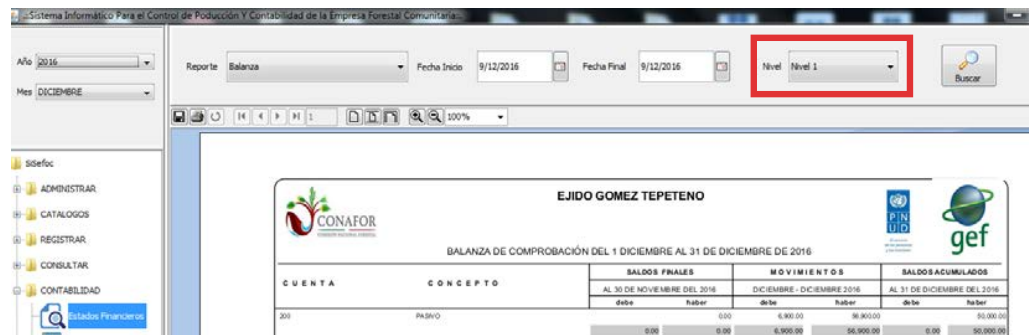 .:Sistema Informático Para el Control de Poducción Y Contabilidad de la Empresa Forestal Comunitaria:.
Año 2016
Mes DICIEMBRE
Reporte Balanza Fecha Inicio 9/12/2016 Fecha Final 9/12/2016 Nivel Nivel 1 Buscar
1 100%
SiSefoc
ADMINISTRAR
CATALOGOS
REGISTRAR
CONSULTAR
CONTABILIDAD
Estados Financieros
CONAFOR
COMISIÓN NACIONAL FORESTAL
EJIDO GOMEZ TEPETENO
P N
U D
gef
BALANZA DE COMPROBACIÓN DEL 1 DICIEMBRE AL 31 DE DICIEMBRE DE 2016
CUENTA CONCEPTO SALDOS FINALES MOVIMIENTOS SALDOS ACUMULADOS
AL 30 DE NOVIEMBRE DEL 2016 DICIEMBRE - DICIEMBRE 2016 AL 31 DE DICIEMBRE DEL 2016
debe haber debe haber debe haber
200 PASIVO 0.00 6,900.00 56,900.00 50,000.00
0.00 0.00 6,900.00 56,900.00 0.00 50,000.00